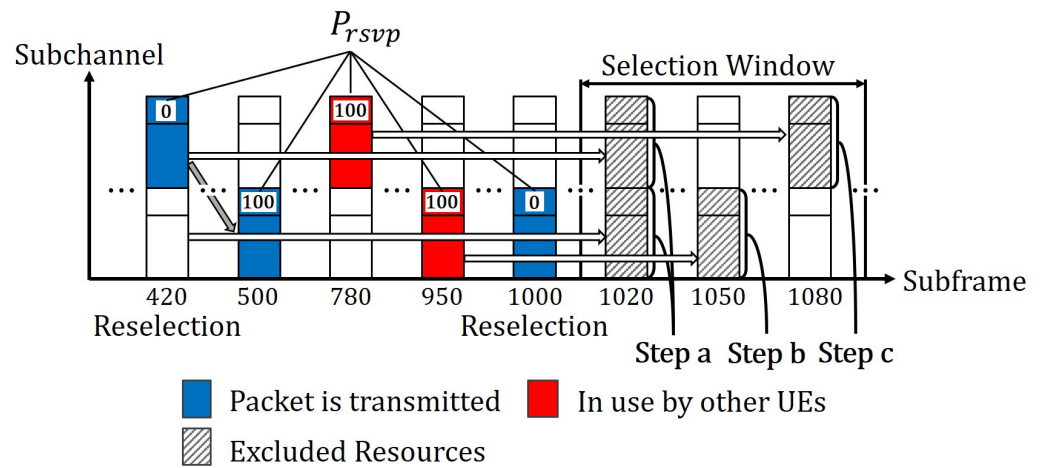 P_rsvp
Subchannel
Selection Window
0
100
100
100
0
... ... ... ... ... ... ... ...
420 500 780 950 1000 1020 1050 1080
Subframe
Reselection
Reselection
Step a Step b Step c
Packet is transmitted
In use by other UEs
Excluded Resources